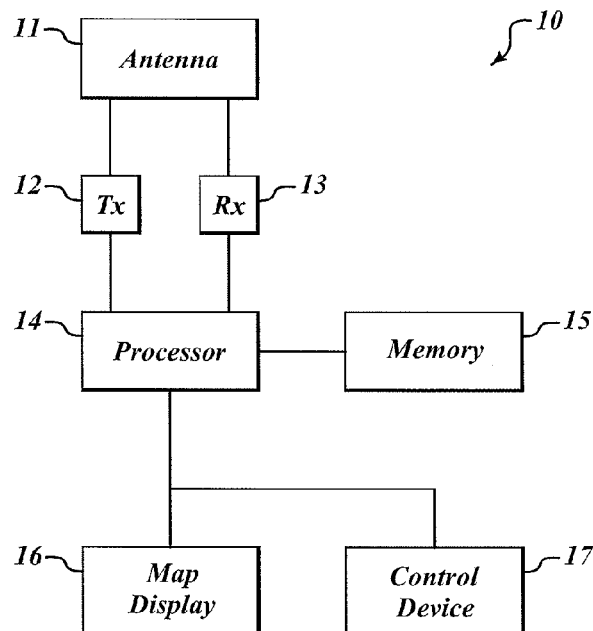 11
Antenna
10
12
Tx
Rx
13
14
Processor
Memory
15
16
Map
Display
Control
Device
17